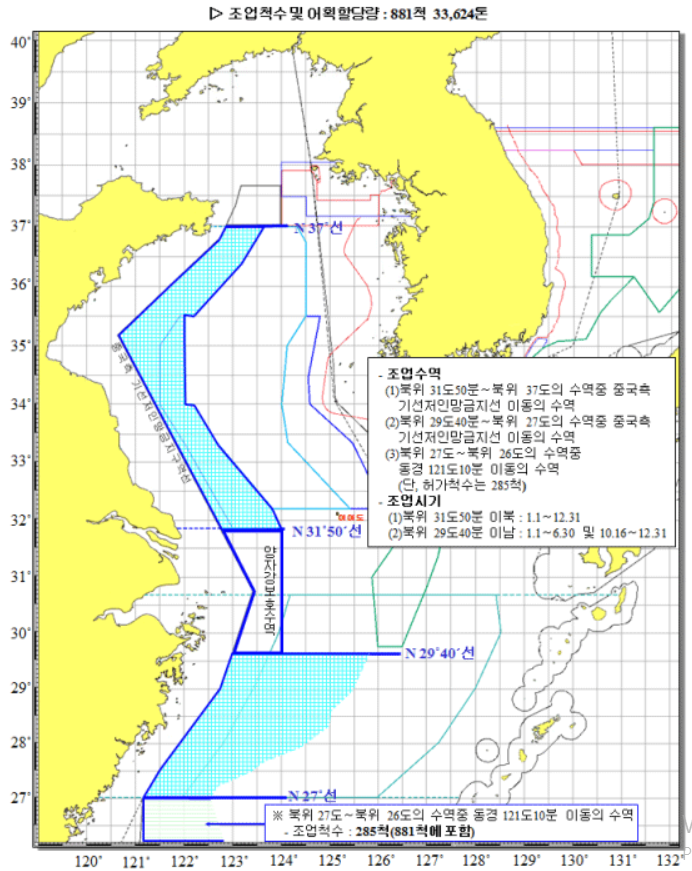 ▷ 조업척수 및 어획할당량 : 881척 33,624톤
40˚
39˚
38˚
37˚
N 37˚선
36˚
35˚
중국측 기선저인망금지구역선
- 조업수역
(1)북위 31도50분~북위 37도의 수역중 중국측
기선저인망금지선 이동의 수역
34˚
(2)북위 29도40분~북위 27도의 수역중 중국측
기선저인망금지선 이동의 수역
33˚
(3)북위 27도~북위 26도의 수역중
동경 121도10분 이동의 수역
(단, 허가척수는 285척)
- 조업시기
32˚
이어도
(1)북위 31도50분 이북 : 1.1~12.31
N 31˚50′선
(2)북위 29도40분 이남 : 1.1~6.30 및 10.16~12.31
양자강보호수역
31˚
30˚
N 29˚40′선
29˚
28˚
27˚
N 27˚선
※ 북위 27도~북위 26도의 수역중 동경 121도10분 이동의 수역
- 조업척수 : 285척(881척에 포함)
120˚ 121˚ 122˚ 123˚ 124˚ 125˚ 126˚ 127˚ 128˚ 129˚ 130˚ 131˚ 132˚